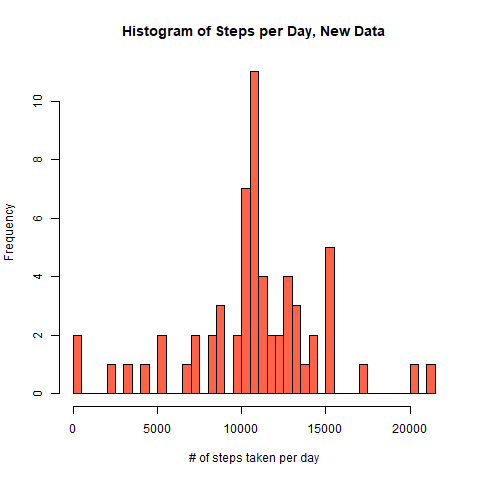 Histogram of Steps per Day, New Data
Frequency
10
8
6
4
2
0
0 5000 10000 15000 20000
# of steps taken per day